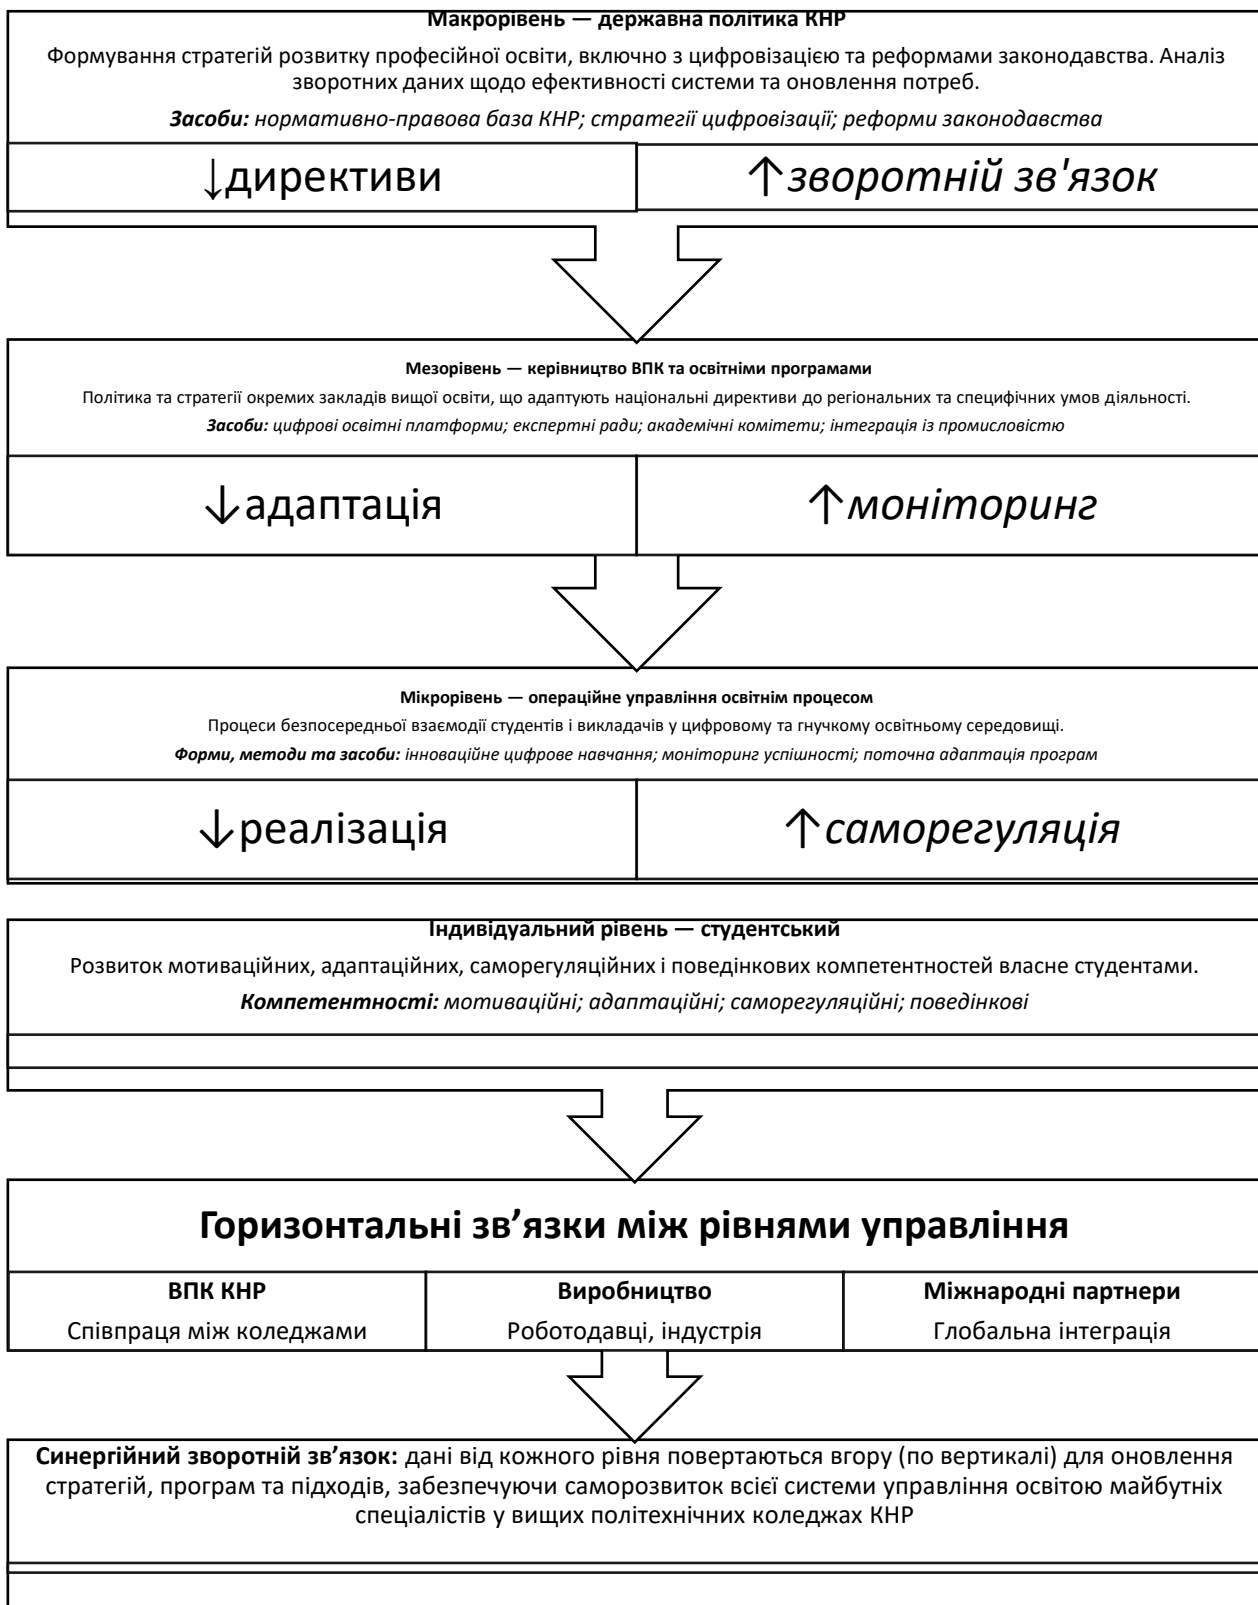 Макрорівень — державна політика КНР
Формування стратегій розвитку професійної освіти, включно з цифровізацією та реформами законодавства. Аналіз
зворотних даних щодо ефективності системи та оновлення потреб.
Засоби: нормативно-правова база КНР; стратегії цифровізації; реформи законодавства
↓директиви
↑зворотній зв'язок
Мезорівень — керівництво ВПК та освітніми програмами
Політика та стратегії окремих закладів вищої освіти, що адаптують національні директиви до регіональних та специфічних умов діяльності.
Засоби: цифрові освітні платформи; експертні ради; академічні комітети; інтеграція із промисловістю
↓адаптація
↑моніторинг
Мікрорівень — операційне управління освітнім процесом
Процеси безпосередньої взаємодії студентів і викладачів у цифровому та гнучкому освітньому середовищі.
Форми, методи та засоби: інноваційне цифрове навчання; моніторинг успішності; поточна адаптація програм
↓реалізація
↑саморегуляція
Індивідуальний рівень — студентський
Розвиток мотиваційних, адаптаційних, саморегуляційних і поведінкових компетентностей власне студентами.
Компетентності: мотиваційні; адаптаційні; саморегуляційні; поведінкові
Горизонтальні зв’язки між рівнями управління
ВПК КНР
Співпраця між коледжами
Виробництво
Роботодавці, індустрія
Міжнародні партнери
Глобальна інтеграція
Синергійний зворотній зв’язок: дані від кожного рівня повертаються вгору (по вертикалі) для оновлення
стратегій, програм та підходів, забезпечуючи саморозвиток всієї системи управління освітою майбутніх
спеціалістів у вищих політехнічних коледжах КНР